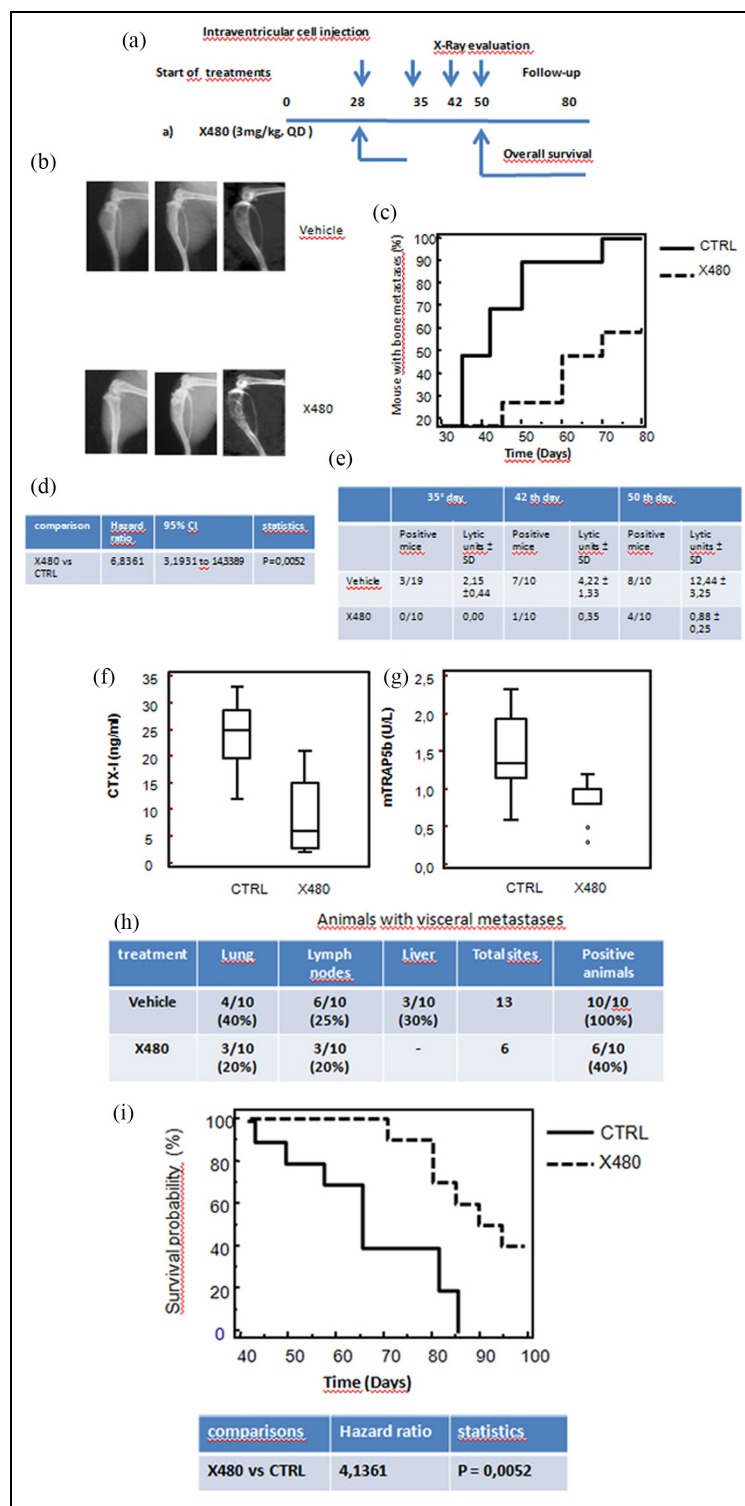 (a)
Intraventricular cell injection
X-Ray evaluation
Start of treatments
Follow-up
0 28 35 42 50 80
a) X480 (3mg/kg, QD )
Overall survival
(b)
Vehicle
X480
(c)
Mouse with bone metastases (%)
100
90
80
70
60
50
40
30
20
30 40 50 60 70 80
Time (Days)
CTRL
X480
(d)
comparison Hazard ratio 95% CI statistics
X480 vs CTRL 6,8361 3,1931 to 14,3389 P=0,0052
(e)
35° day 42 th day 50 th day
Positive mice Lytic units ± SD Positive mice Lytic units ± SD Positive mice Lytic units ± SD
Vehicle 3/19 2,15 ±0,44 7/10 4,22 ± 1,33 8/10 12,44 ± 3,25
X480 0/10 0,00 1/10 0,35 4/10 0,88 ± 0,25
(f)
CTX-I (ng/ml)
35
30
25
20
15
10
5
0
CTRL X480
(g)
mTRAP5b (U/L)
2,5
2,0
1,5
1,0
0,5
0,0
CTRL X480
(h)
Animals with visceral metastases
treatment Lung Lymph nodes Liver Total sites Positive animals
Vehicle 4/10 (40%) 6/10 (25%) 3/10 (30%) 13 10/10 (100%)
X480 3/10 (20%) 3/10 (20%) - 6 6/10 (40%)
(i)
Survival probability (%)
100
80
60
40
20
0
40 50 60 70 80 90 100
Time (Days)
CTRL
X480
comparisons Hazard ratio statistics
X480 vs CTRL 4,1361 P = 0,0052